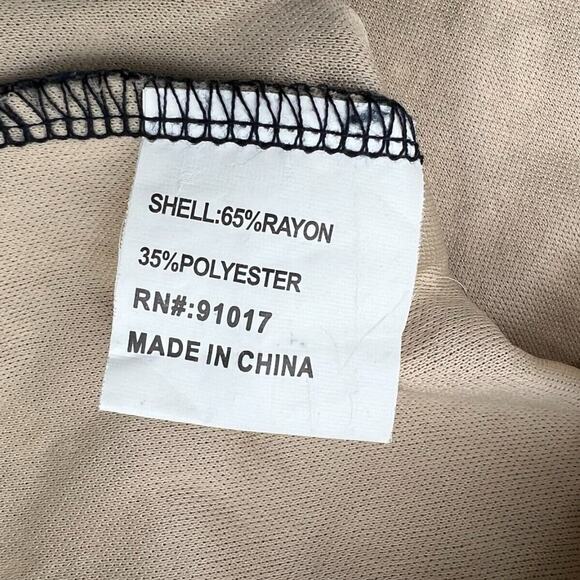 SHELL:65%RAYON
35%POLYESTER
RN#:91017
MADE IN CHINA